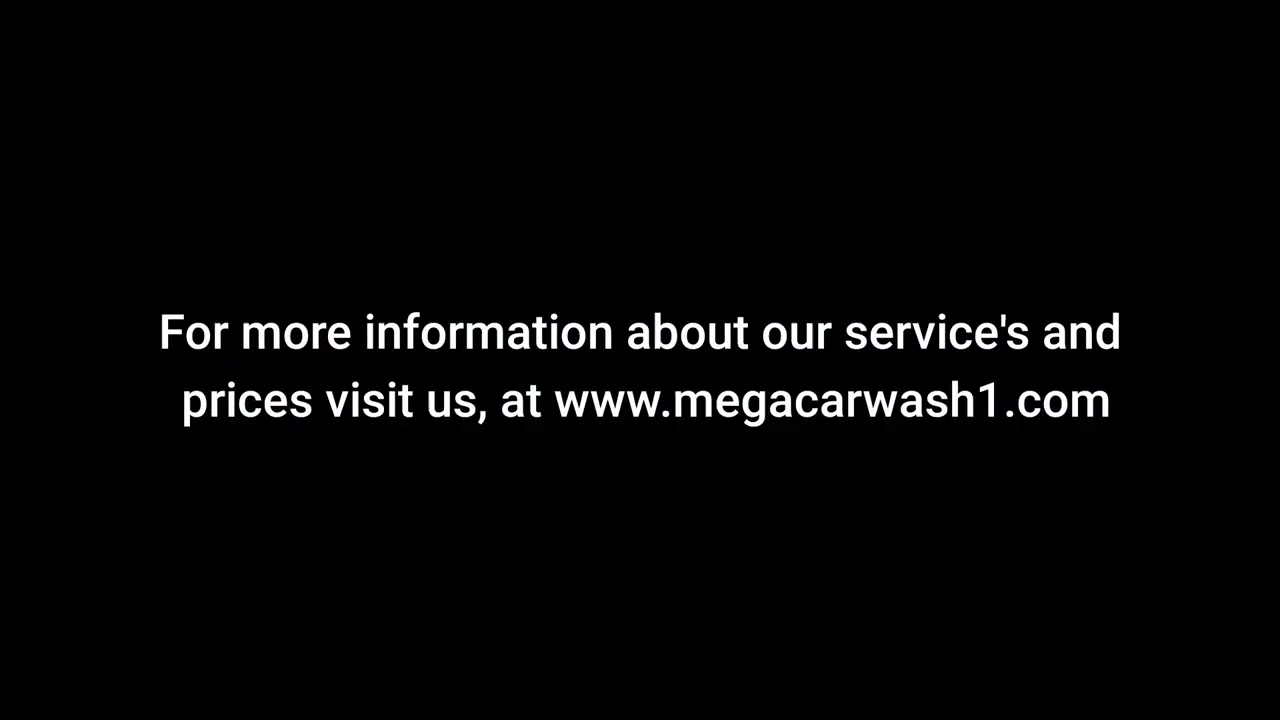 For more information about our service's and
prices visit us, at www.megacarwash1.com